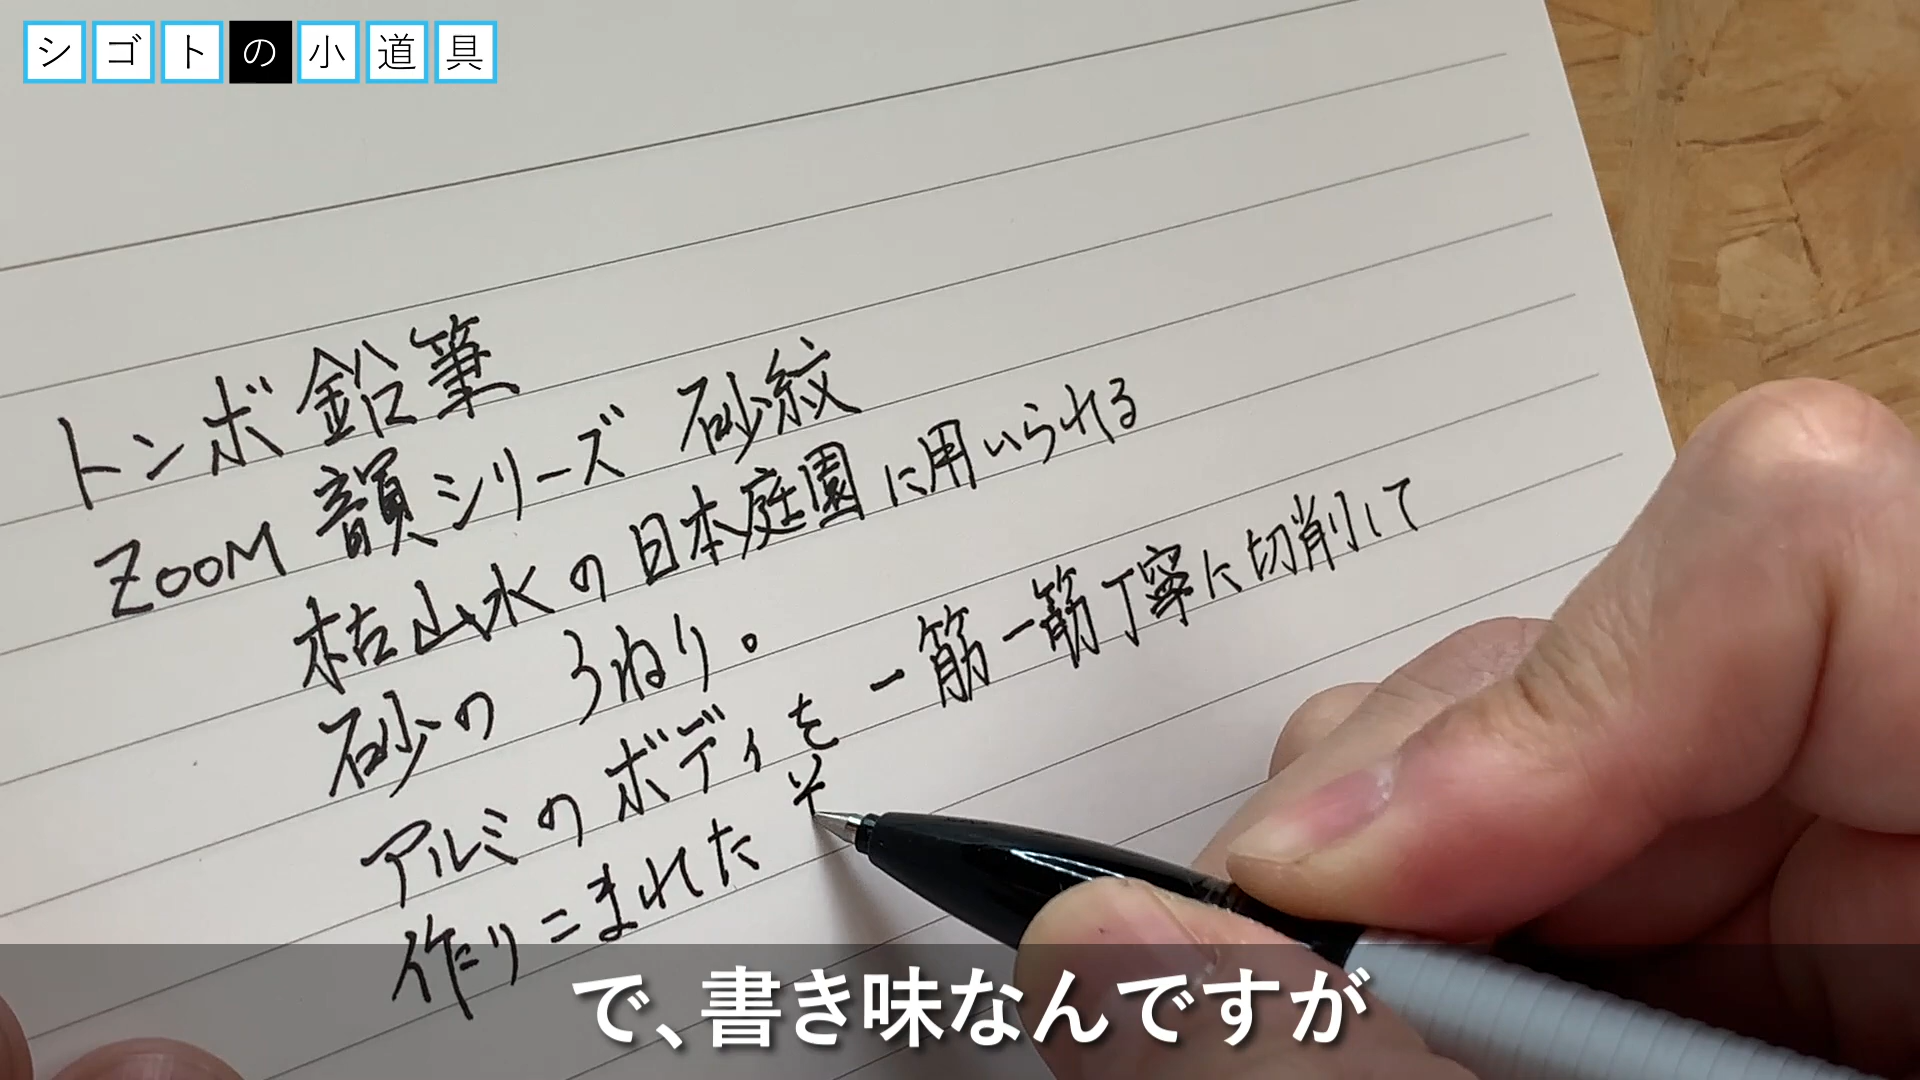 シゴトの小道具
トンボ鉛筆
ZOOM 韻シリーズ 砂紋
枯山水の日本庭園に用いられる
砂の うねり。
アルミのボディを 一筋一筋丁寧に切削して
作りこまれた
で、書き味なんですが